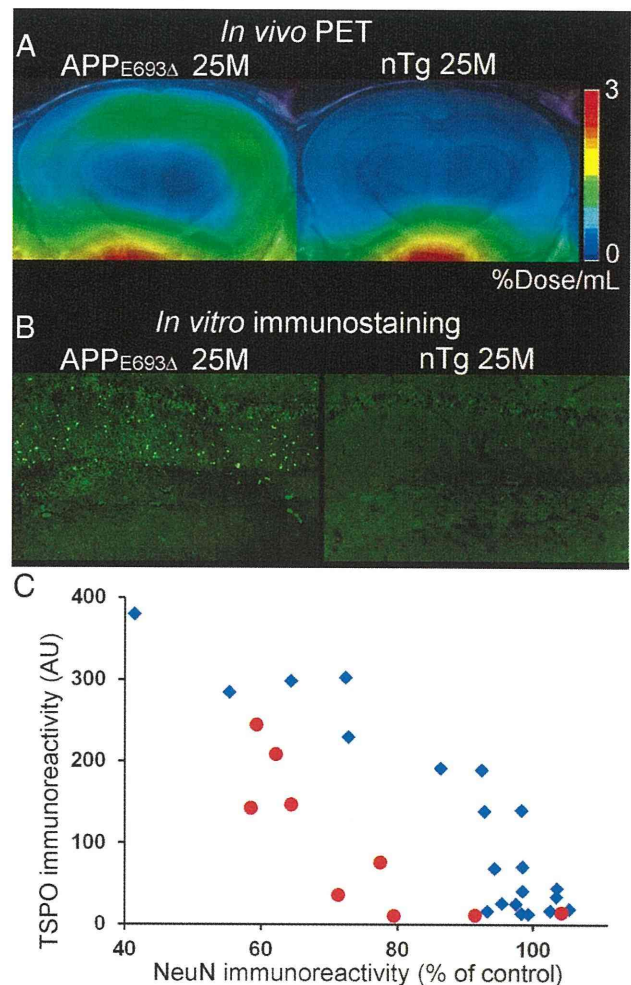 A
In vivo PET
APPE693Δ 25M
nTg 25M
3
0
%Dose/mL
B
In vitro immunostaining
APPE693Δ 25M
nTg 25M
C
TSPO immunoreactivity (AU)
400
300
200
100
0
40
60
80
100
NeuN immunoreactivity (% of control)